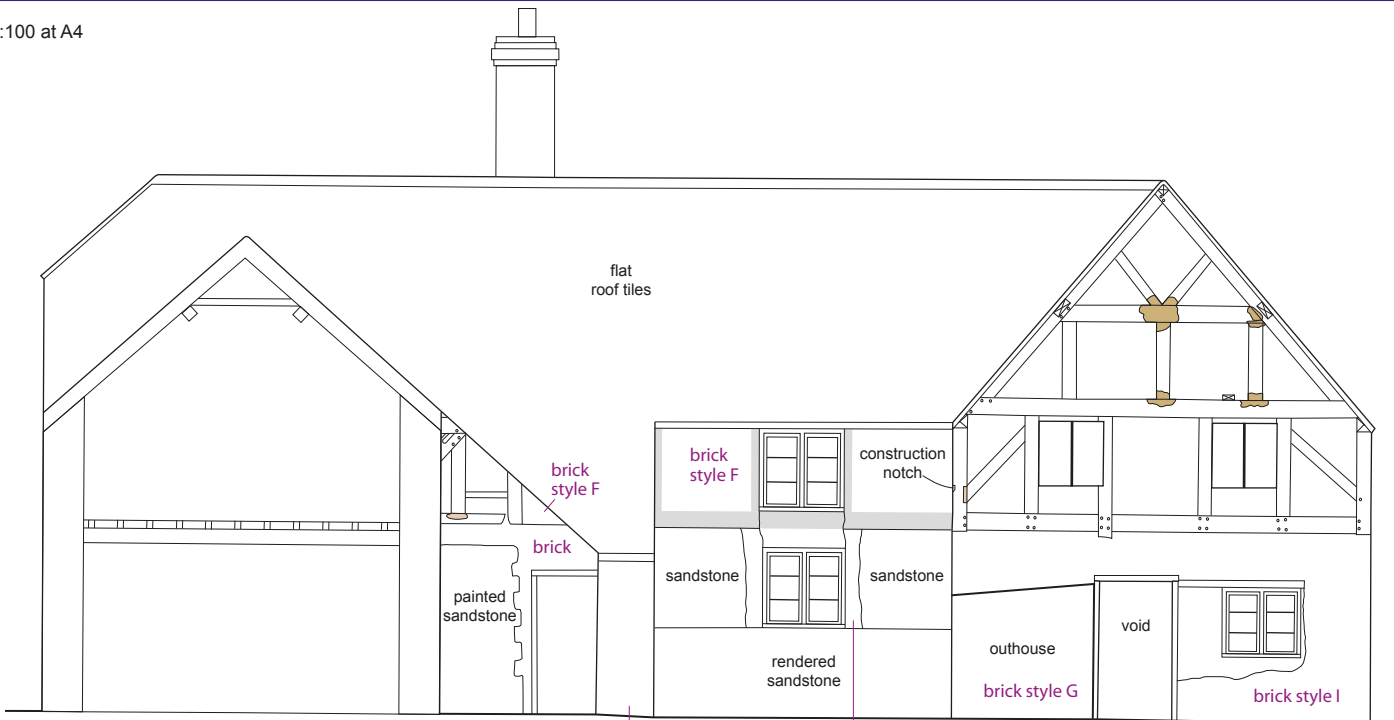 :100 at A4
flat
roof tiles
brick
style F
brick
style F
construction
notch
brick
sandstone
sandstone
painted
sandstone
void
outhouse
rendered
sandstone
brick style G
brick style I